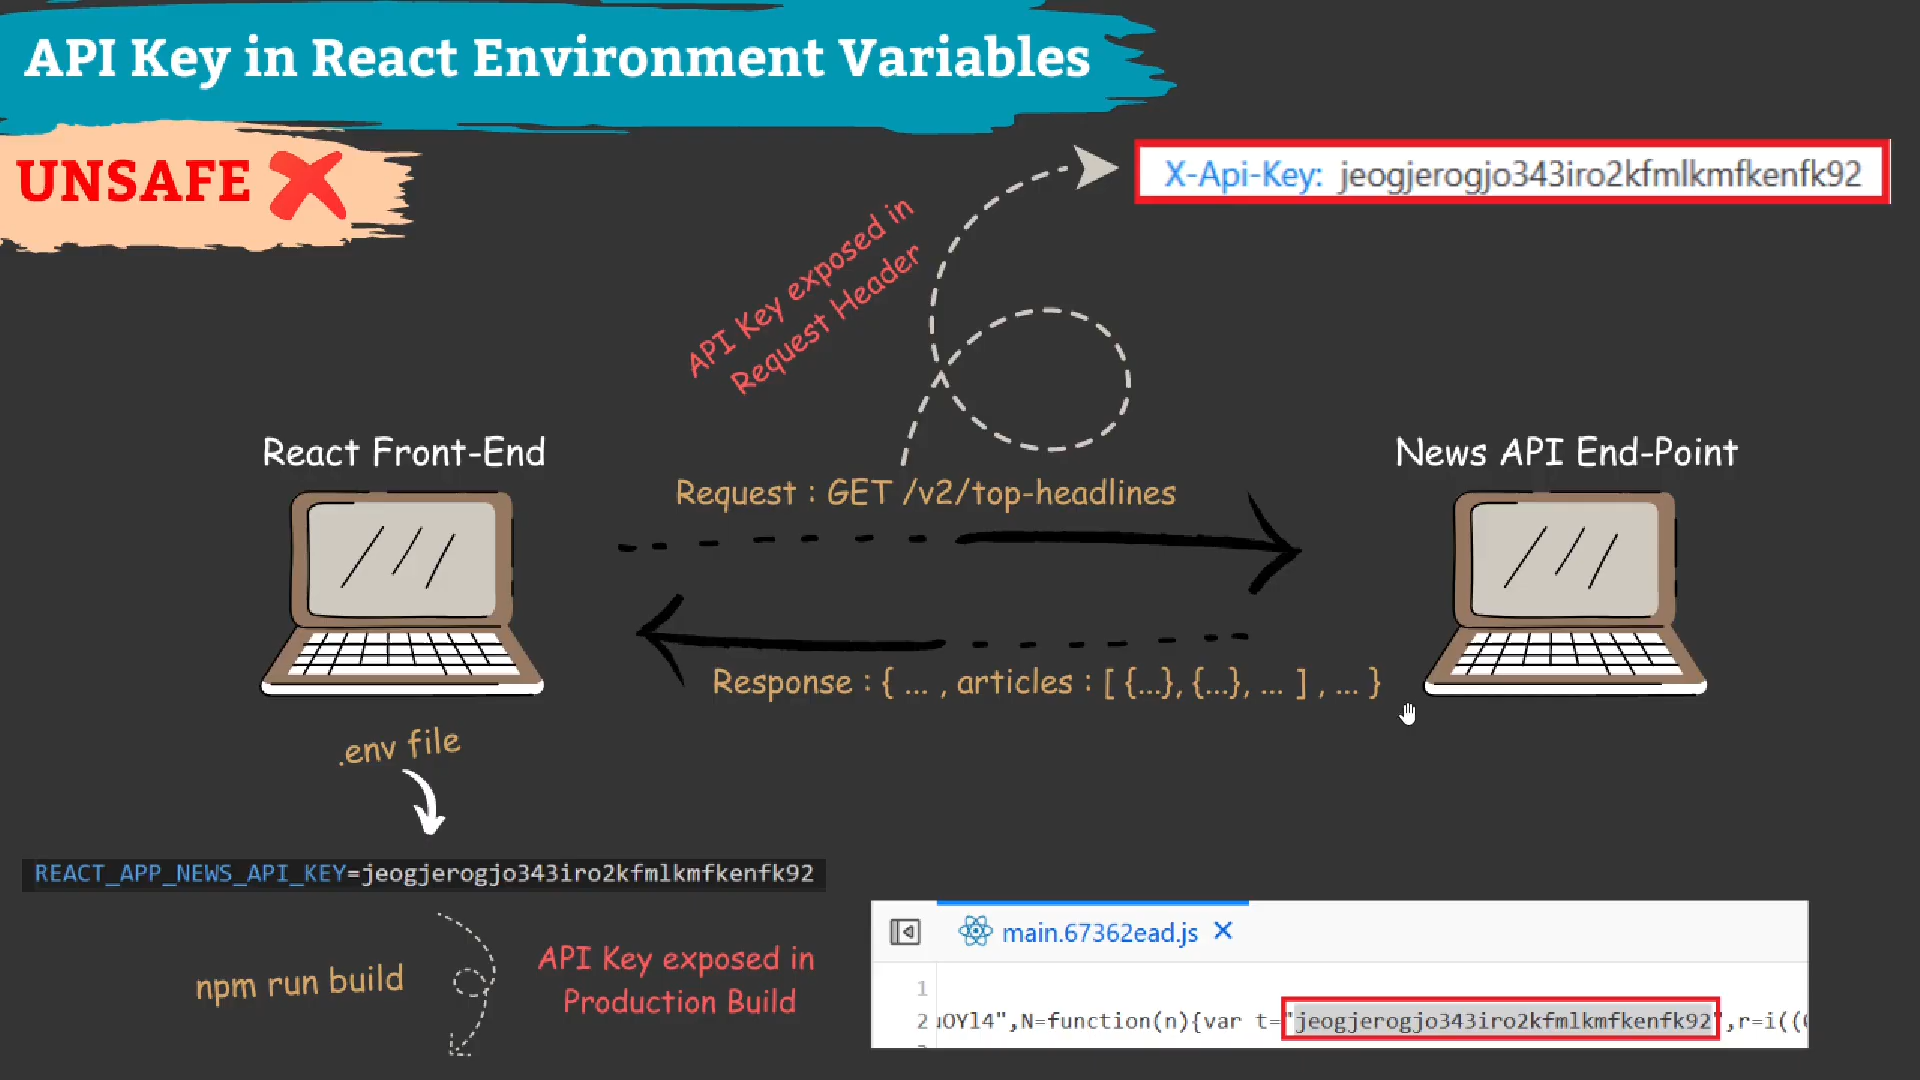 API Key in React Environment Variables
UNSAFE
X-Api-Key: jeogjerogjo343iro2kfmlkmfkenfk92
API Key exposed in
Request Header
React Front-End
News API End-Point
Request : GET /v2/top-headlines
Response : { ... , articles : [ {...}, {...}, ... ] , ... }
.env file
REACT_APP_NEWS_API_KEY=jeogjerogjo343iro2kfmlkmfkenfk92
npm run build
API Key exposed in
Production Build
main.67362ead.js
1
2 OYl4",N=function(n){var t="jeogjerogjo343iro2kfmlkmfkenfk92",r=i((